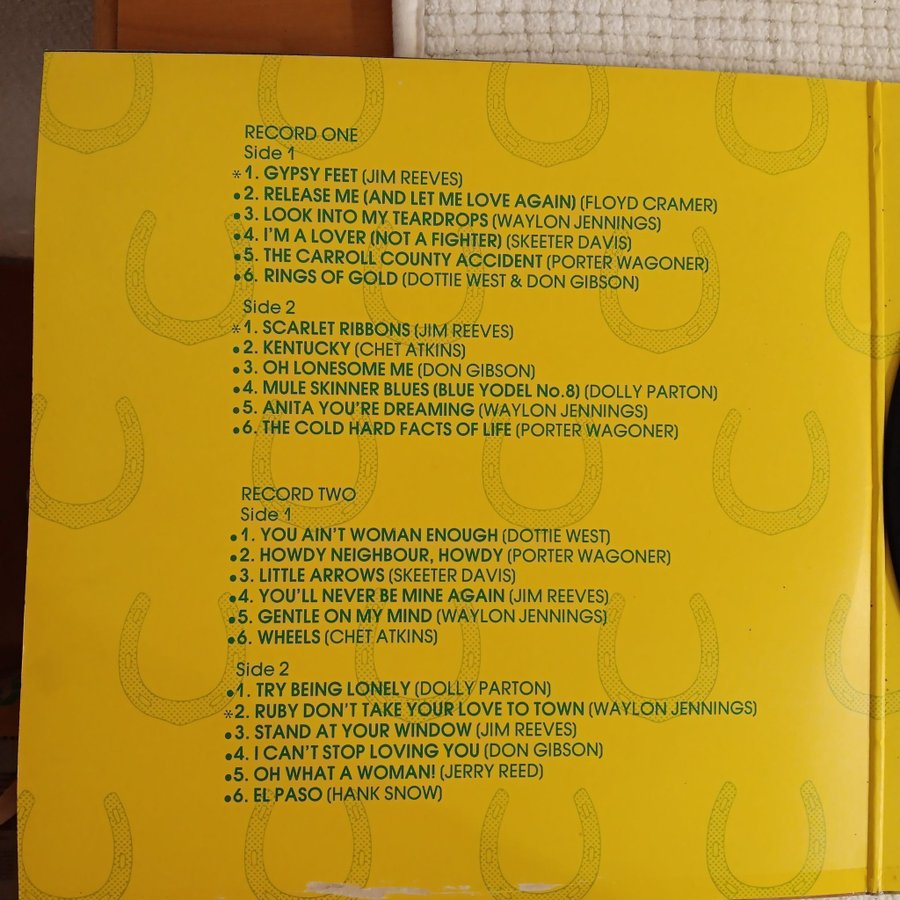 RECORD ONE
Side 1
*1. GYPSY FEET (JIM REEVES)
•2. RELEASE ME (AND LET ME LOVE AGAIN) (FLOYD CRAMER)
•3. LOOK INTO MY TEARDROPS (WAYLON JENNINGS)
•4. I'M A LOVER (NOT A FIGHTER) (SKEETER DAVIS)
•5. THE CARROLL COUNTY ACCIDENT (PORTER WAGONER)
•6. RINGS OF GOLD (DOTTIE WEST & DON GIBSON)
Side 2
*1. SCARLET RIBBONS (JIM REEVES)
•2. KENTUCKY (CHET ATKINS)
•3. OH LONESOME ME (DON GIBSON)
•4. MULE SKINNER BLUES (BLUE YODEL No.8) (DOLLY PARTON)
•5. ANITA YOU'RE DREAMING (WAYLON JENNINGS)
•6. THE COLD HARD FACTS OF LIFE (PORTER WAGONER)
RECORD TWO
Side 1
•1. YOU AIN'T WOMAN ENOUGH (DOTTIE WEST)
•2. HOWDY NEIGHBOUR, HOWDY (PORTER WAGONER)
•3. LITTLE ARROWS (SKEETER DAVIS)
•4. YOU'LL NEVER BE MINE AGAIN (JIM REEVES)
•5. GENTLE ON MY MIND (WAYLON JENNINGS)
•6. WHEELS (CHET ATKINS)
Side 2
•1. TRY BEING LONELY (DOLLY PARTON)
*2. RUBY DON'T TAKE YOUR LOVE TO TOWN (WAYLON JENNINGS)
•3. STAND AT YOUR WINDOW (JIM REEVES)
•4. I CAN'T STOP LOVING YOU (DON GIBSON)
•5. OH WHAT A WOMAN! (JERRY REED)
•6. EL PASO (HANK SNOW)